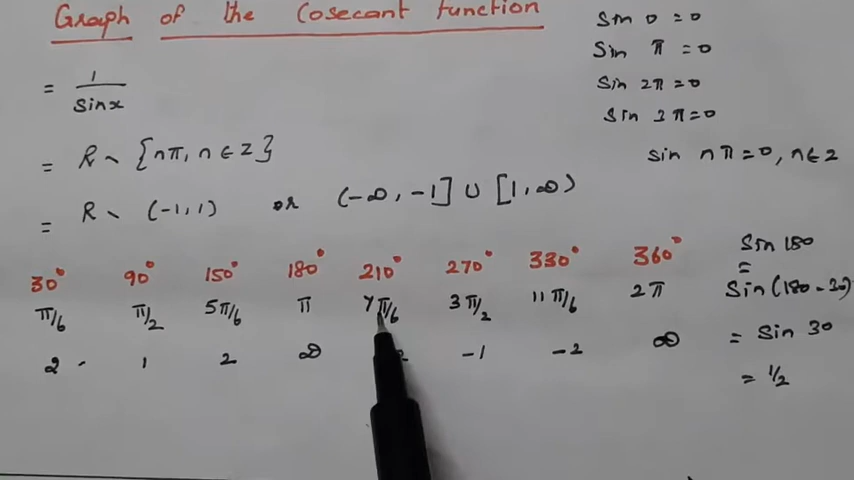 Graph of the Cosecant function
= 1/sinx
= R ∖ {nπ, n ∈ Z}
= R ∖ (-1, 1) or (-∞, -1] ∪ [1, ∞)
30° 90° 150° 180° 210° 270° 330° 360°
π/6 π/2 5π/6 π 7π/6 3π/2 11π/6 2π
2 - 1 2 ∞ 2 -1 -2 ∞
Sin 0 = 0
Sin π = 0
Sin 2π = 0
Sin 3π = 0
sin nπ = 0, n ∈ Z
Sin 180
=
Sin (180 - 30)
= Sin 30
= 1/2